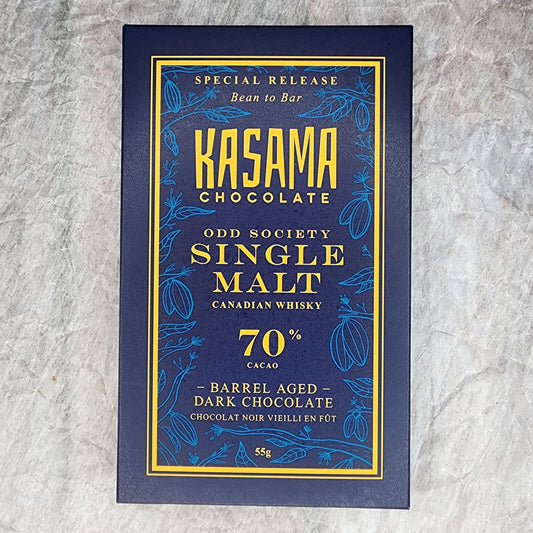 SPECIAL RELEASE
Bean to Bar
KASAMA
CHOCOLATE
ODD SOCIETY
SINGLE
MALT
CANADIAN WHISKY
70%
CACAO
– BARREL AGED –
DARK CHOCOLATE
CHOCOLAT NOIR VIEILLI EN FÛT
55g